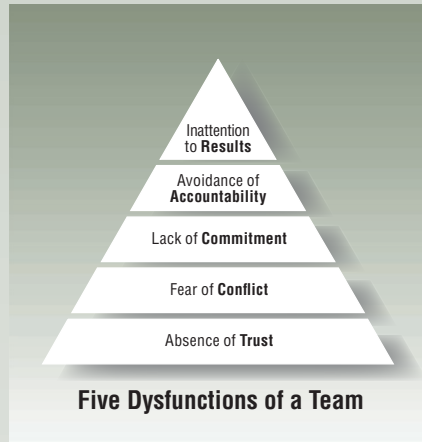 Inattention
to Results
Avoidance of
Accountability
Lack of Commitment
Fear of Conflict
Absence of Trust
Five Dysfunctions of a Team